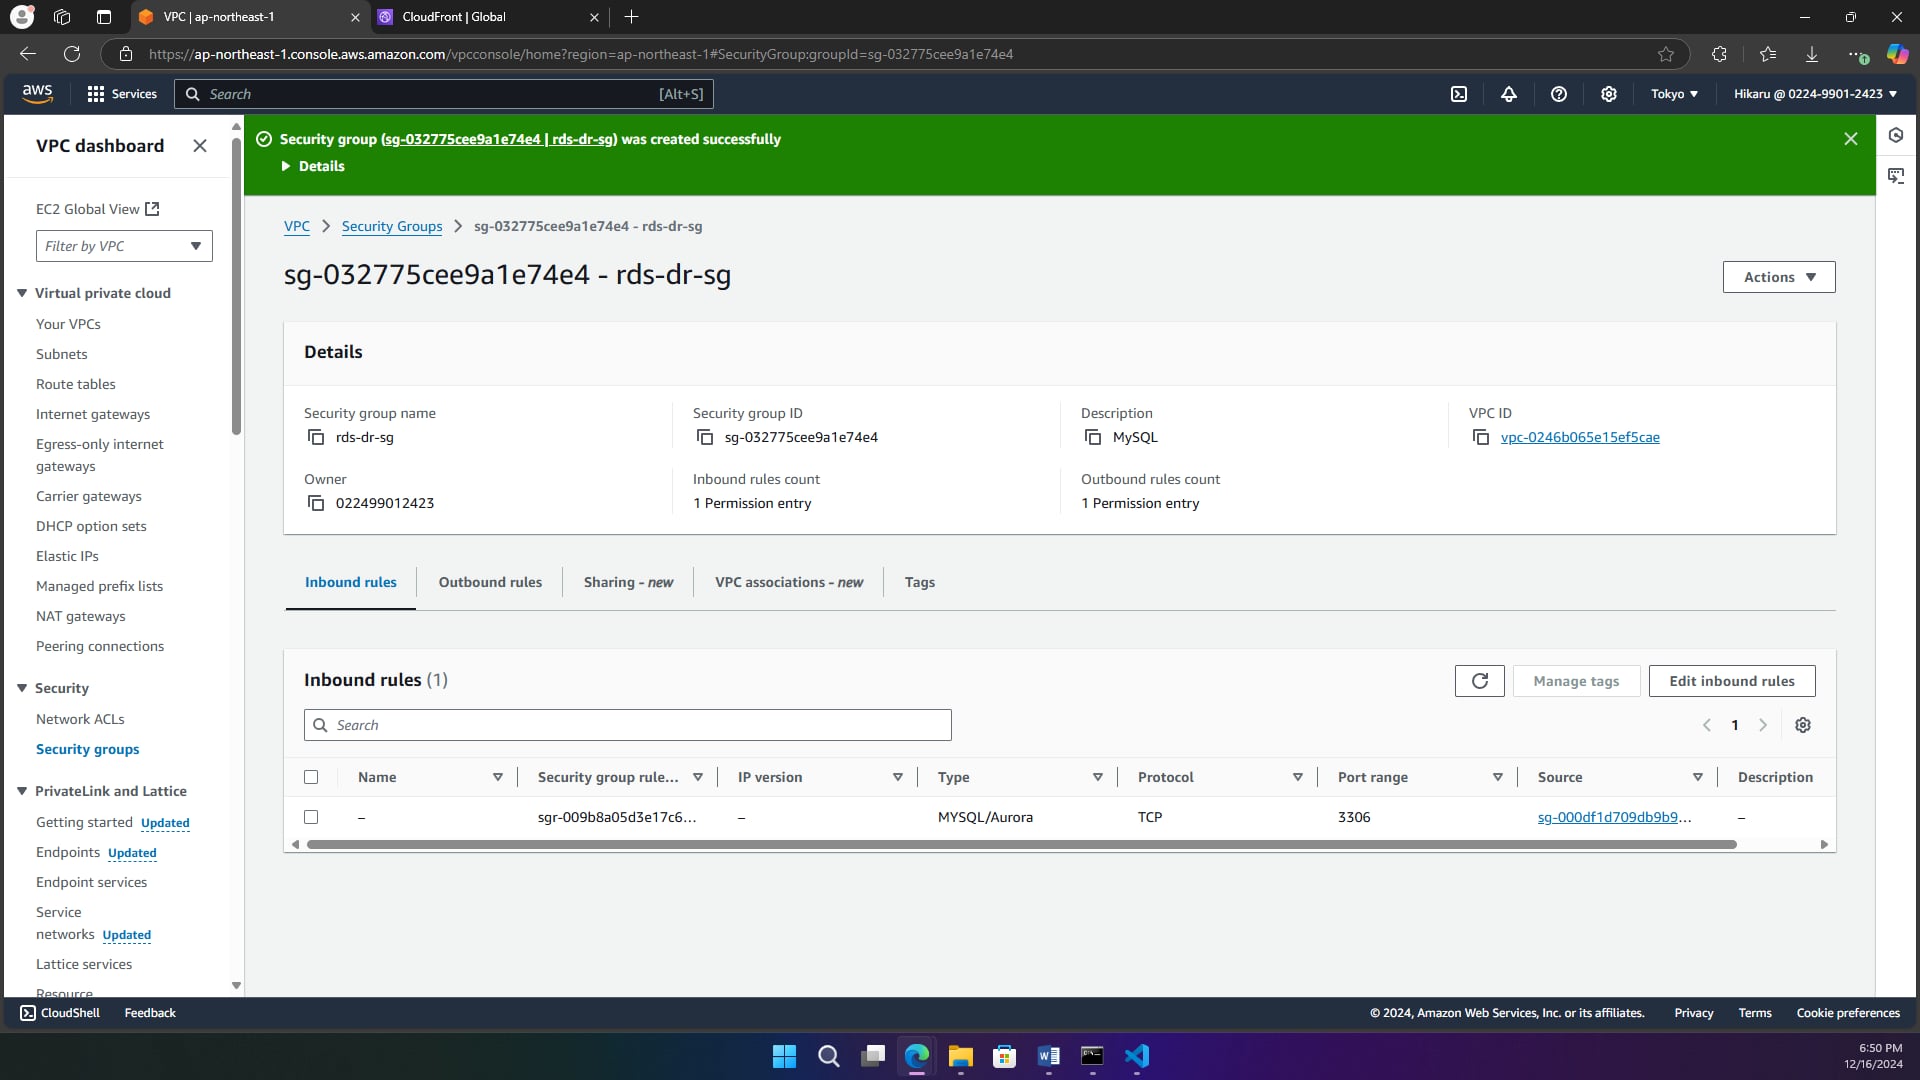 VPC | ap-northeast-1
CloudFront | Global
https://ap-northeast-1.console.aws.amazon.com/vpcconsole/home?region=ap-northeast-1#SecurityGroup:groupId=sg-032775cee9a1e74e4
aws
Services
Search
[Alt+S]
Tokyo
Hikaru @ 0224-9901-2423
VPC dashboard
EC2 Global View
Filter by VPC
Virtual private cloud
Your VPCs
Subnets
Route tables
Internet gateways
Egress-only internet
gateways
Carrier gateways
DHCP option sets
Elastic IPs
Managed prefix lists
NAT gateways
Peering connections
Security
Network ACLs
Security groups
PrivateLink and Lattice
Getting started Updated
Endpoints Updated
Endpoint services
Service
networks Updated
Lattice services
Resource
Security group (sg-032775cee9a1e74e4 | rds-dr-sg) was created successfully
Details
VPC > Security Groups > sg-032775cee9a1e74e4 - rds-dr-sg
sg-032775cee9a1e74e4 - rds-dr-sg
Actions
Details
Security group name
rds-dr-sg
Security group ID
sg-032775cee9a1e74e4
Description
MySQL
VPC ID
vpc-0246b065e15ef5cae
Owner
022499012423
Inbound rules count
1 Permission entry
Outbound rules count
1 Permission entry
Inbound rules
Outbound rules
Sharing - new
VPC associations - new
Tags
Inbound rules (1)
Manage tags
Edit inbound rules
Search
1
Name
Security group rule...
IP version
Type
Protocol
Port range
Source
Description
–
sgr-009b8a05d3e17c6...
–
MYSQL/Aurora
TCP
3306
sg-000df1d709db9b9...
–
CloudShell
Feedback
© 2024, Amazon Web Services, Inc. or its affiliates.
Privacy
Terms
Cookie preferences
6:50 PM
12/16/2024